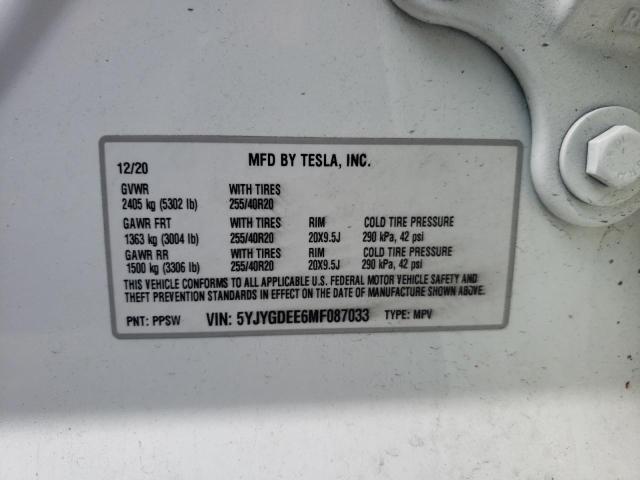 12/20 MFD BY TESLA, INC.
GVWR WITH TIRES
2405 kg (5302 lb) 255/40R20
GAWR FRT WITH TIRES RIM COLD TIRE PRESSURE
1363 kg (3004 lb) 255/40R20 20X9.5J 290 kPa, 42 psi
GAWR RR WITH TIRES RIM COLD TIRE PRESSURE
1500 kg (3306 lb) 255/40R20 20X9.5J 290 kPa, 42 psi
THIS VEHICLE CONFORMS TO ALL APPLICABLE U.S. FEDERAL MOTOR VEHICLE SAFETY AND
THEFT PREVENTION STANDARDS IN EFFECT ON THE DATE OF MANUFACTURE SHOWN ABOVE.
PNT: PPSW VIN: 5YJYGDEE6MF087033 TYPE: MPV